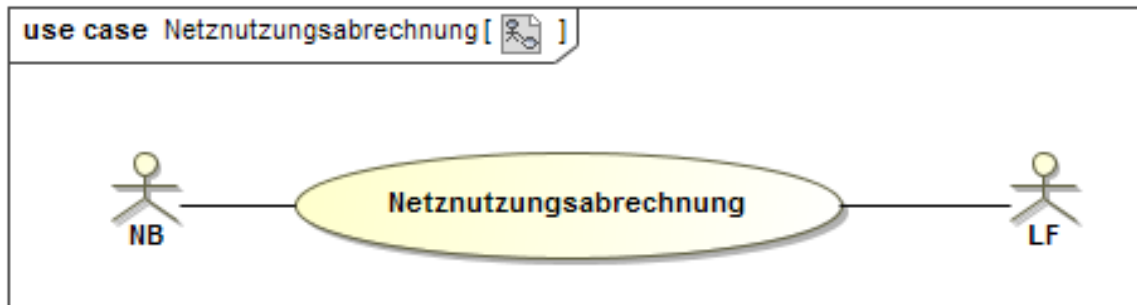 use case Netznutzungsabrechnung[ ]
Netznutzungsabrechnung
NB
LF